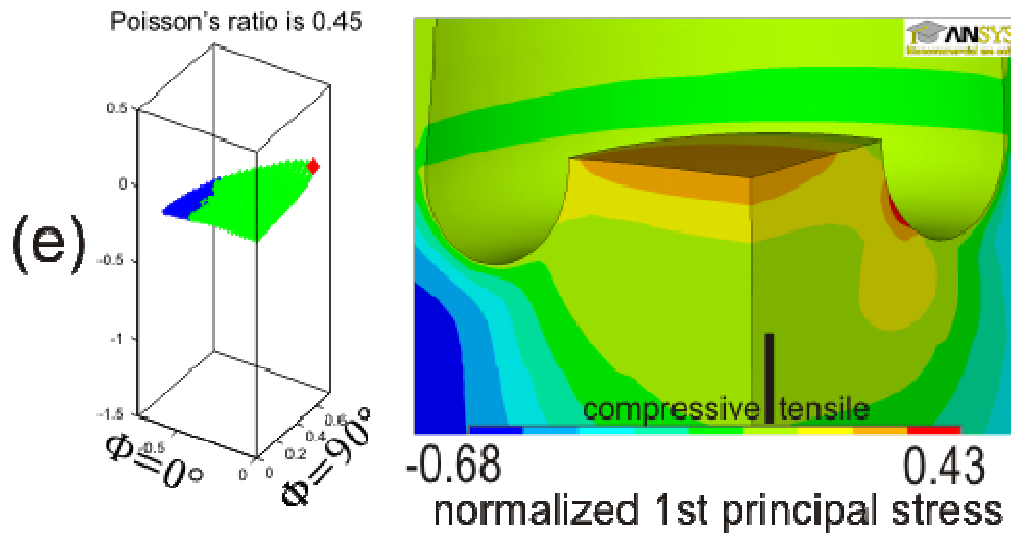 Poisson's ratio is 0.45
ANSYS
(e)
0.5
0
-0.5
-1
-1.5
-0.5
0
0
0.2
0.4
0.6
Φ=0°
Φ=90°
compressive tensile
-0.68
0.43
normalized 1st principal stress